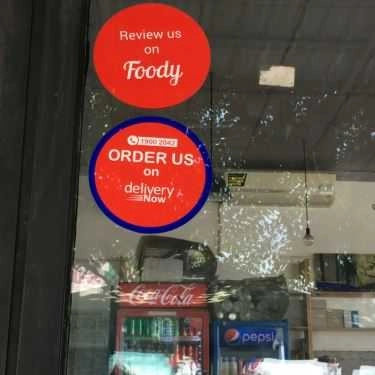 Review us
on
Foody
1900 2042
ORDER US
on
delivery
Now
Coca-Cola
pepsi